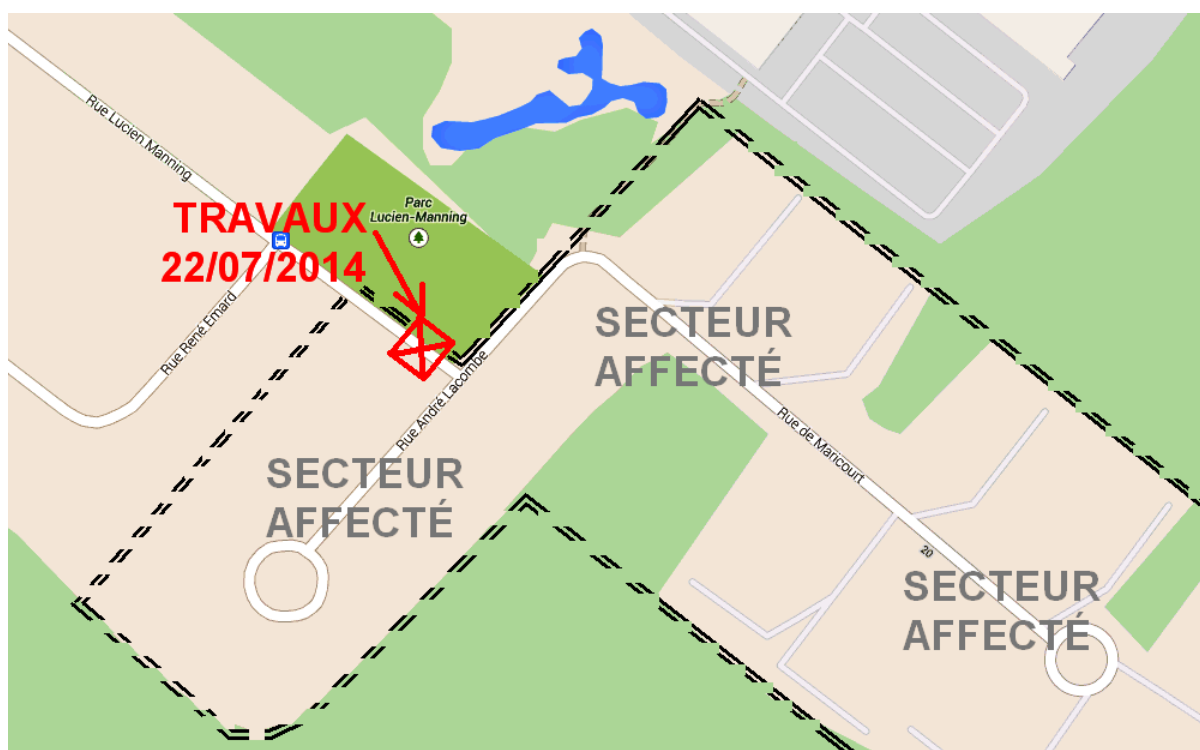 Rue Lucien Manning
Parc
Lucien-Manning
TRAVAUX
22/07/2014
Rue René Emard
SECTEUR
AFFECTÉ
Rue André Lacombe
Rue de Maricourt
SECTEUR
AFFECTÉ
20
SECTEUR
AFFECTÉ